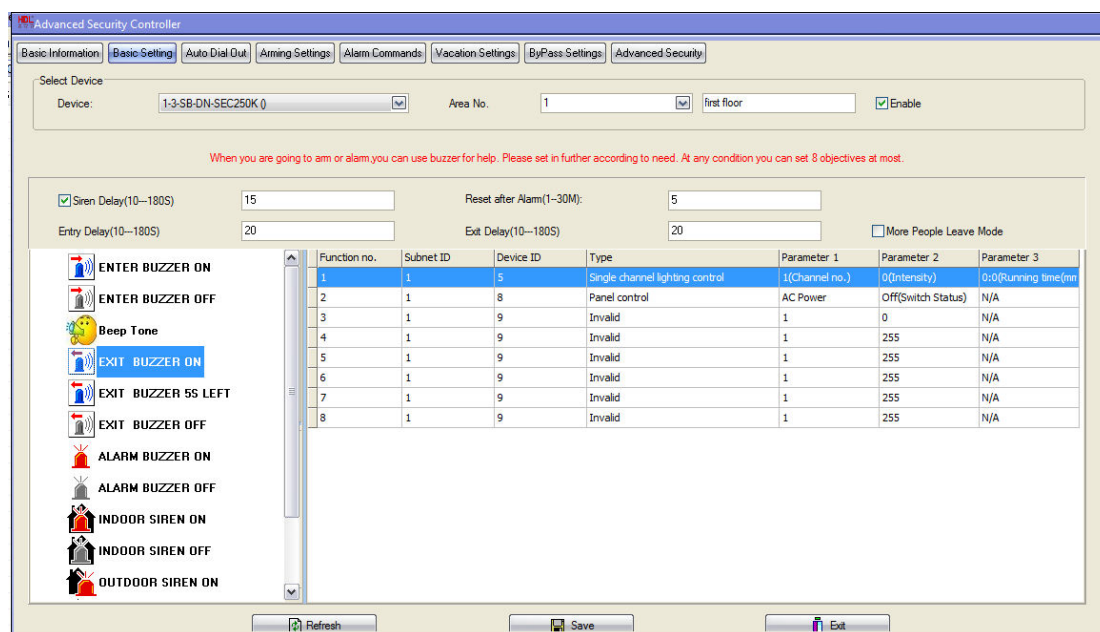 HDL Advanced Security Controller
Basic Information Basic Setting Auto Dial Out Arming Settings Alarm Commands Vacation Settings ByPass Settings Advanced Security
Select Device
Device: 1-3-SB-DN-SEC250K () Area No. 1 first floor Enable
When you are going to arm or alarm,you can use buzzer for help. Please set in further according to need. At any condition you can set 8 objectives at most.
Siren Delay(10---180S) 15 Reset after Alarm(1--30M): 5
Entry Delay(10---180S) 20 Exit Delay(10---180S) 20 More People Leave Mode
ENTER BUZZER ON
ENTER BUZZER OFF
Beep Tone
EXIT BUZZER ON
EXIT BUZZER 5S LEFT
EXIT BUZZER OFF
ALARM BUZZER ON
ALARM BUZZER OFF
INDOOR SIREN ON
INDOOR SIREN OFF
OUTDOOR SIREN ON
Function no. Subnet ID Device ID Type Parameter 1 Parameter 2 Parameter 3
1 1 5 Single channel lighting control 1(Channel no.) 0(Intensity) 0:0(Running time(mm
2 1 8 Panel control AC Power Off(Switch Status) N/A
3 1 9 Invalid 1 0 N/A
4 1 9 Invalid 1 255 N/A
5 1 9 Invalid 1 255 N/A
6 1 9 Invalid 1 255 N/A
7 1 9 Invalid 1 255 N/A
8 1 9 Invalid 1 255 N/A
Refresh Save Exit